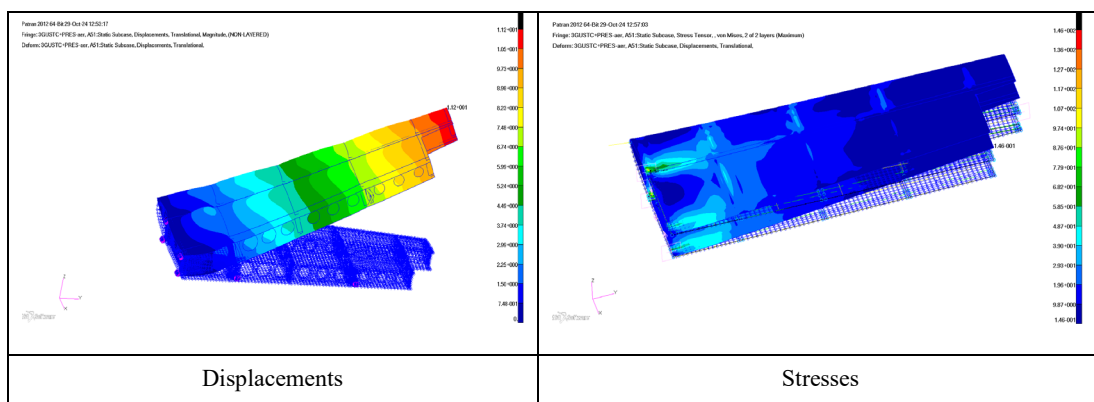 Patran 2012 64-Bit 29-Oct-24 12:52:17
Fringe: 3GUSTC+PRES-aer, A51:Static Subcase, Displacements, Translational, Magnitude, (NON-LAYERED)
Deform: 3GUSTC+PRES-aer, A51:Static Subcase, Displacements, Translational,
1.12+001
1.05+001
9.73+000
8.98+000
8.23+000
7.48+000
6.74+000
5.99+000
5.24+000
4.49+000
3.74+000
2.99+000
2.25+000
1.50+000
7.48-001
0.
1.12+001
Z
Y
X
Displacements
Patran 2012 64-Bit 29-Oct-24 12:57:03
Fringe: 3GUSTC+PRES-aer, A51:Static Subcase, Stress Tensor, , von Mises, 2 of 2 layers (Maximum)
Deform: 3GUSTC+PRES-aer, A51:Static Subcase, Displacements, Translational,
1.46+002
1.36+002
1.27+002
1.17+002
1.07+002
9.74+001
8.76+001
7.79+001
6.82+001
5.85+001
4.87+001
3.90+001
2.93+001
1.96+001
9.87+000
1.46-001
1.46-001
Z
Y
X
Stresses